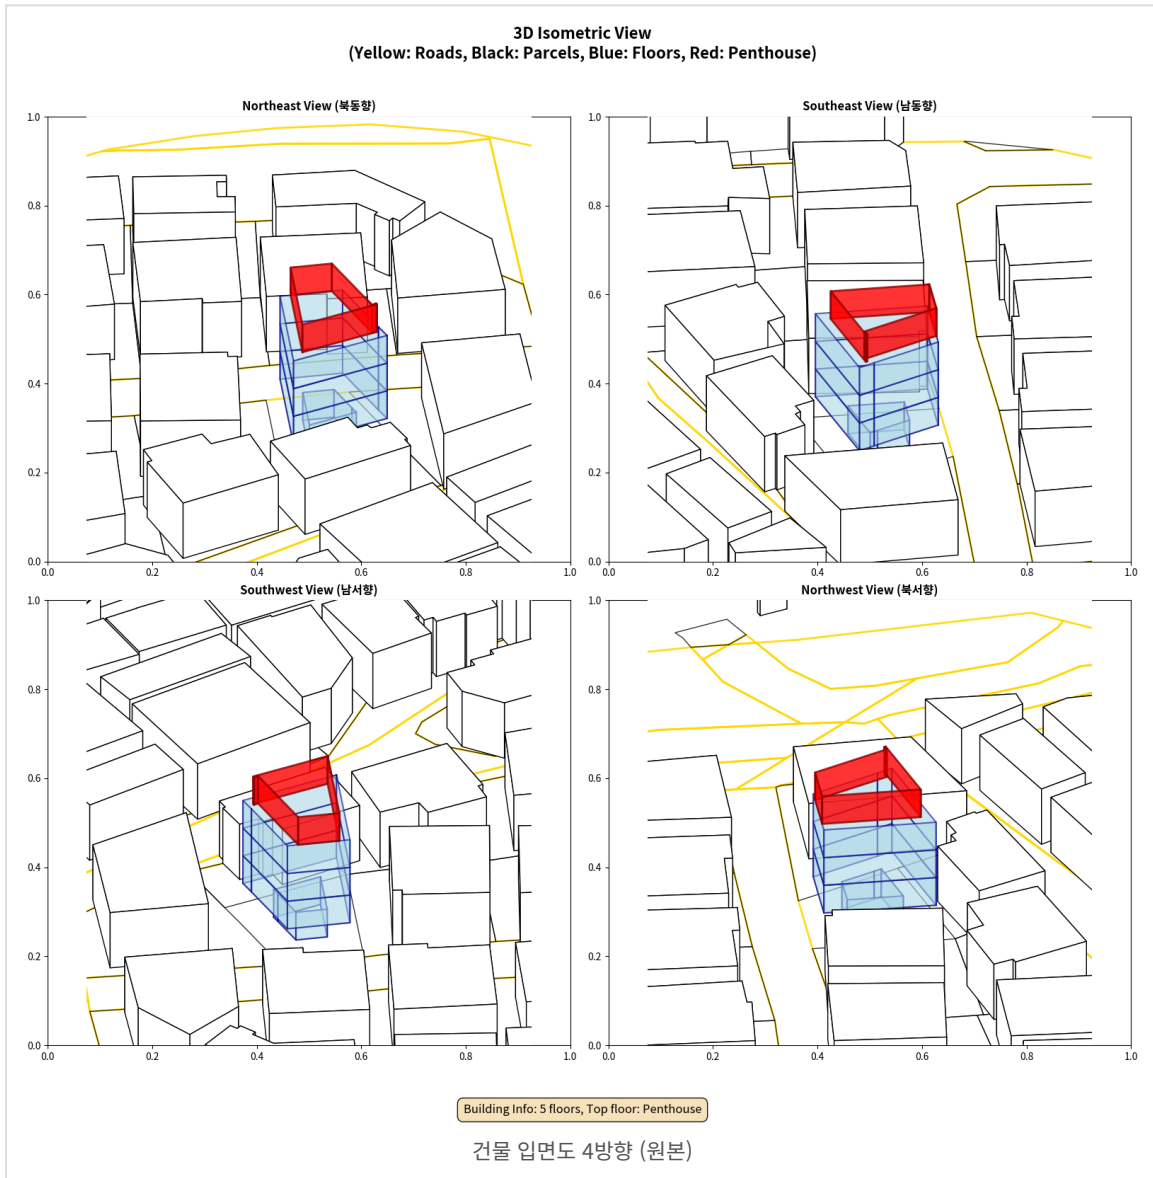 3D Isometric View
(Yellow: Roads, Black: Parcels, Blue: Floors, Red: Penthouse)
Northeast View (북동향)
1.0
0.8
0.6
0.4
0.2
0.0
0.0 0.2 0.4 0.6 0.8 1.0
Southeast View (남동향)
1.0
0.8
0.6
0.4
0.2
0.0
0.0 0.2 0.4 0.6 0.8 1.0
Southwest View (남서향)
1.0
0.8
0.6
0.4
0.2
0.0
0.0 0.2 0.4 0.6 0.8 1.0
Northwest View (북서향)
1.0
0.8
0.6
0.4
0.2
0.0
0.0 0.2 0.4 0.6 0.8 1.0
Building Info: 5 floors, Top floor: Penthouse
건물 입면도 4방향 (원본)